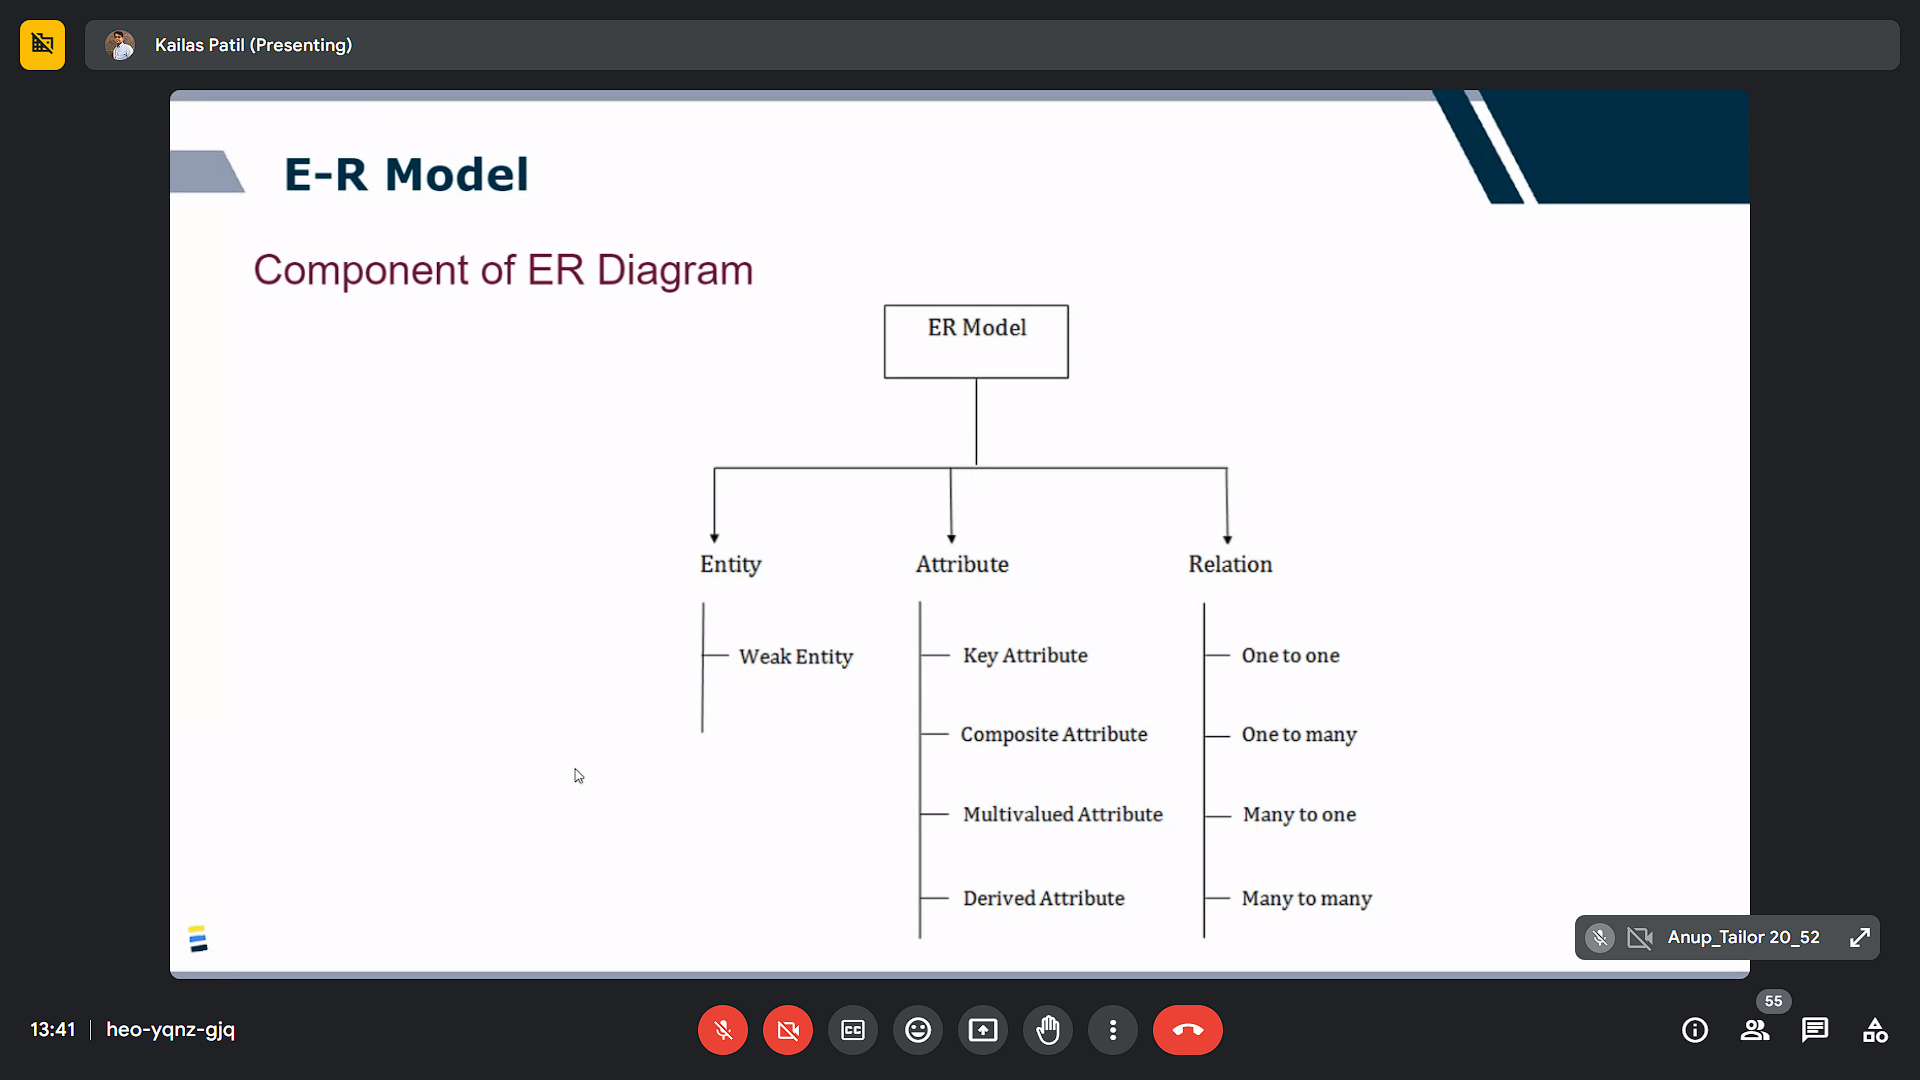 Kailas Patil (Presenting)
E-R Model
Component of ER Diagram
ER Model
Entity
Attribute
Relation
Weak Entity
Key Attribute
One to one
Composite Attribute
One to many
Multivalued Attribute
Many to one
Derived Attribute
Many to many
Anup_Tailor 20_52
55
13:41
heo-yqnz-gjq
CC